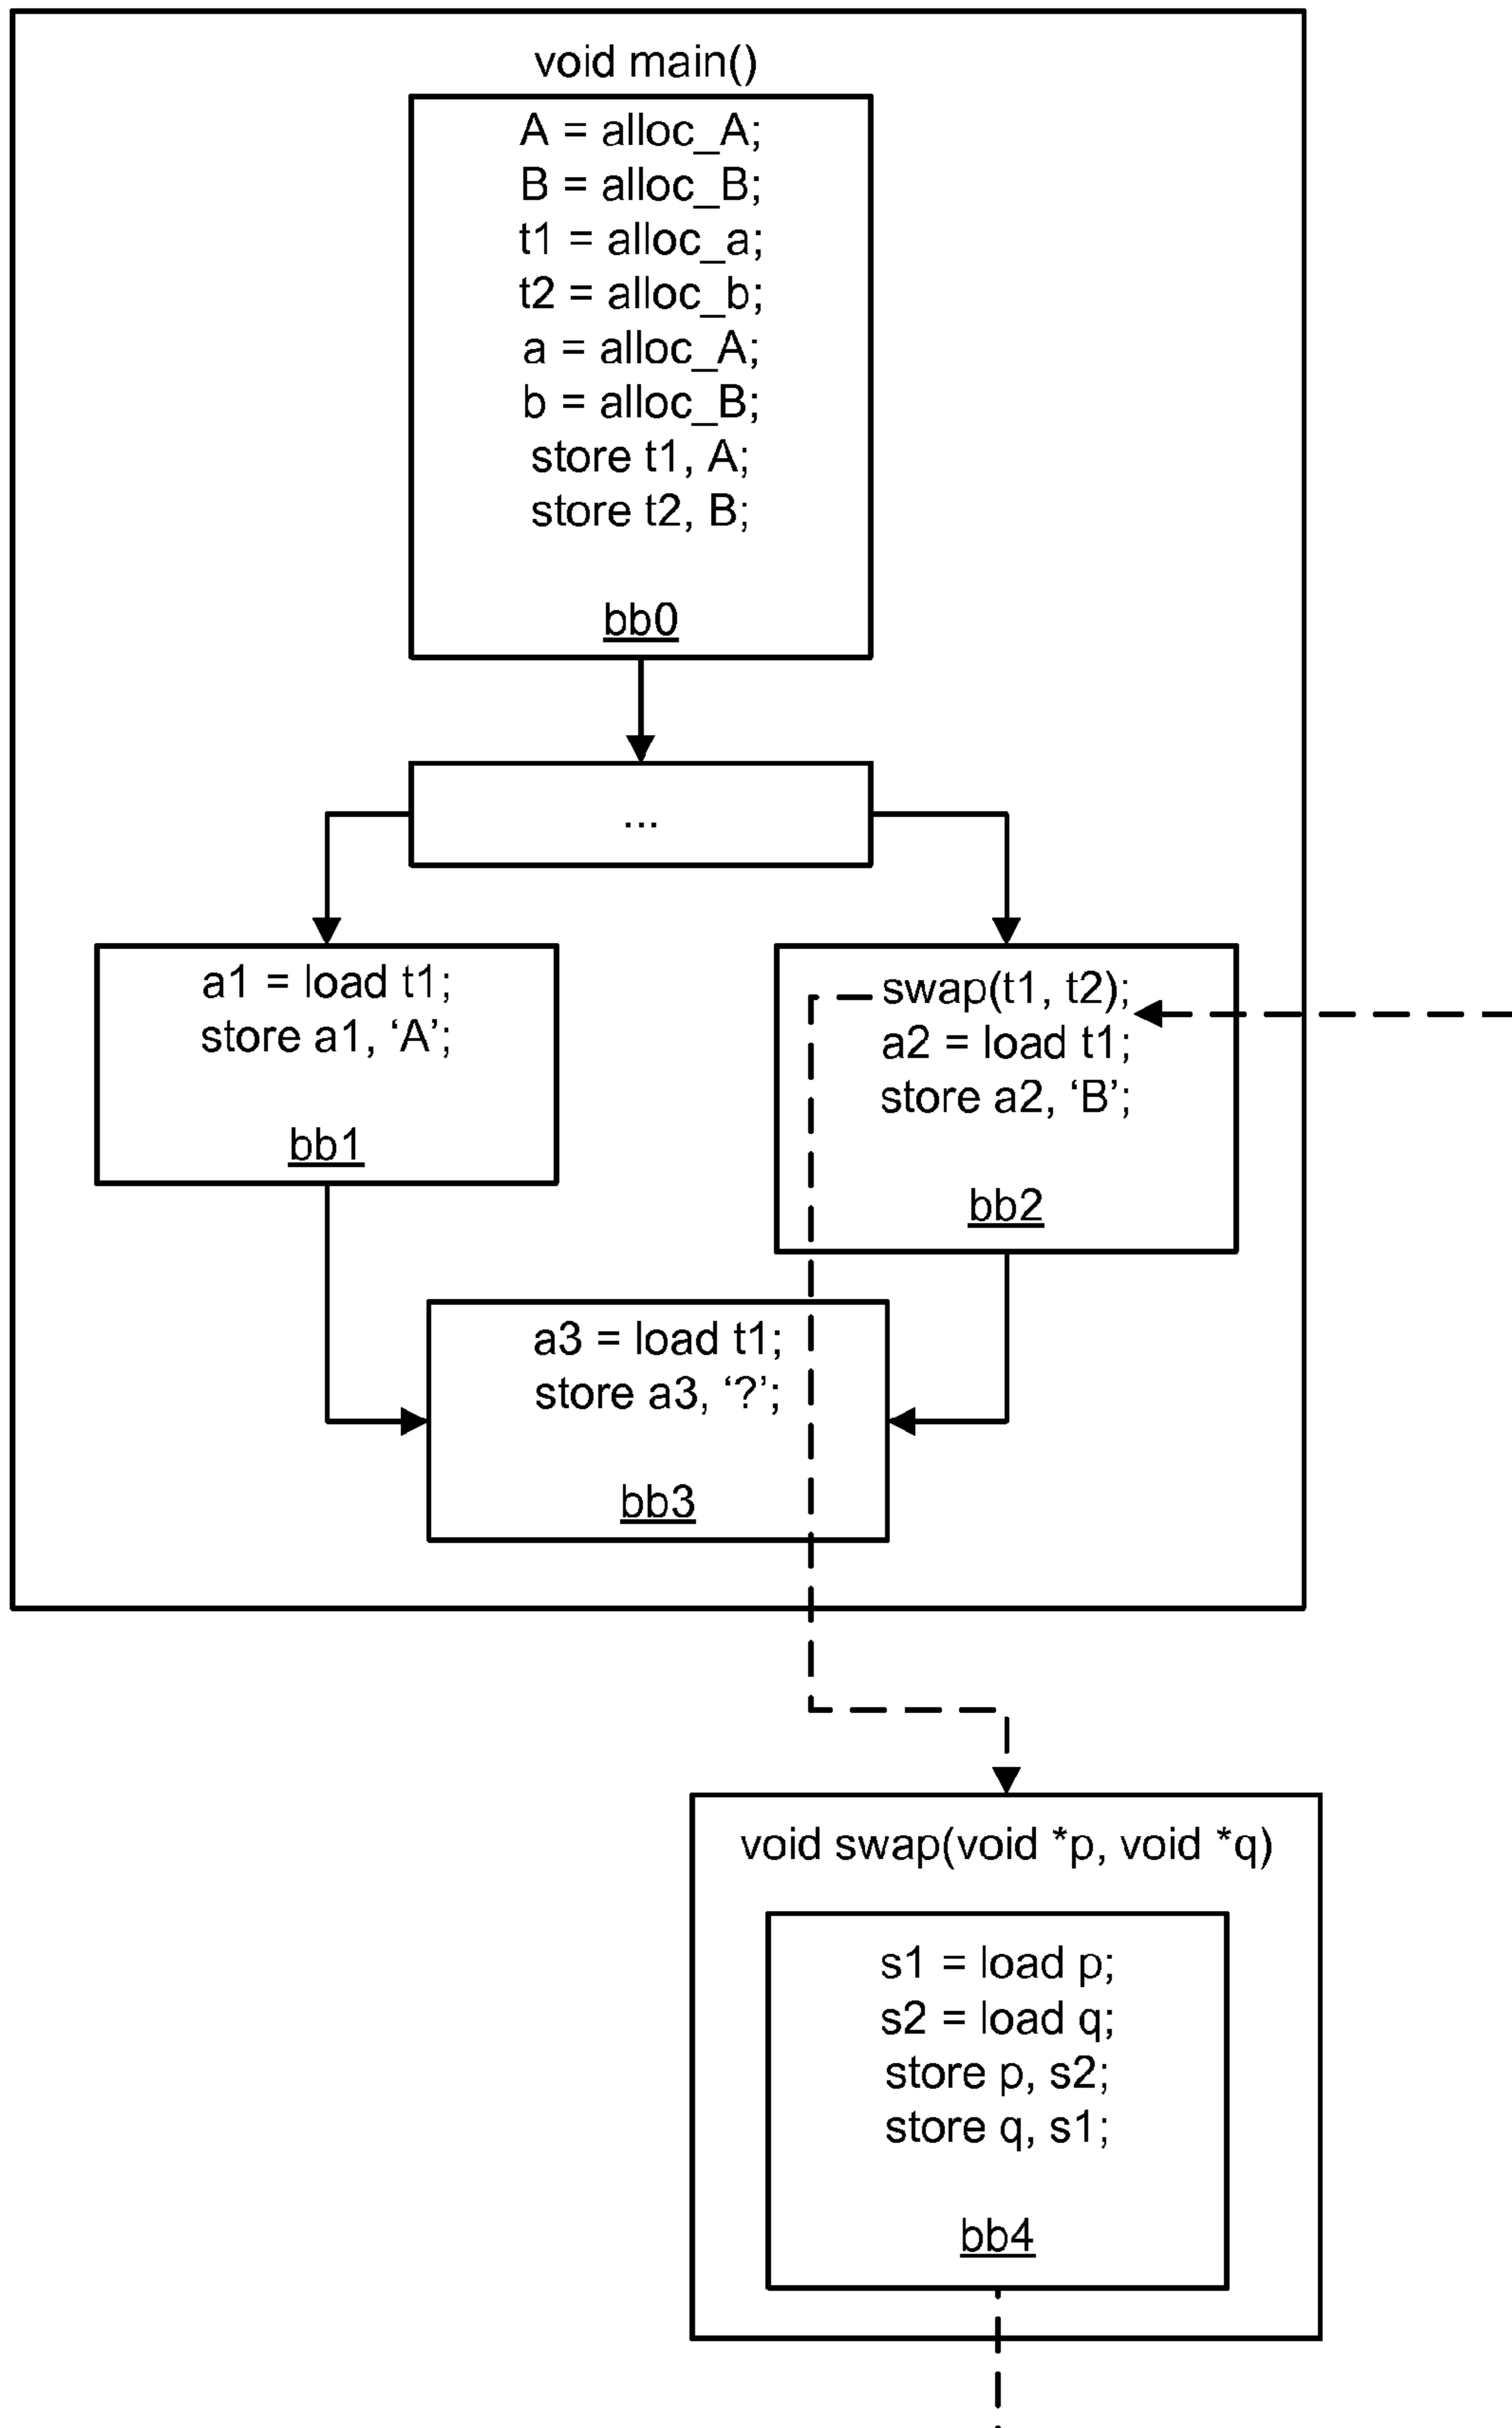 void main()
A = alloc_A;
B = alloc_B;
t1 = alloc_a;
t2 = alloc_b;
a = alloc_A;
b = alloc_B;
store t1, A;
store t2, B;
bb0
...
a1 = load t1;
store a1, ‘A’;
bb1
swap(t1, t2);
a2 = load t1;
store a2, ‘B’;
bb2
a3 = load t1;
store a3, ‘?’;
bb3
void swap(void *p, void *q)
s1 = load p;
s2 = load q;
store p, s2;
store q, s1;
bb4